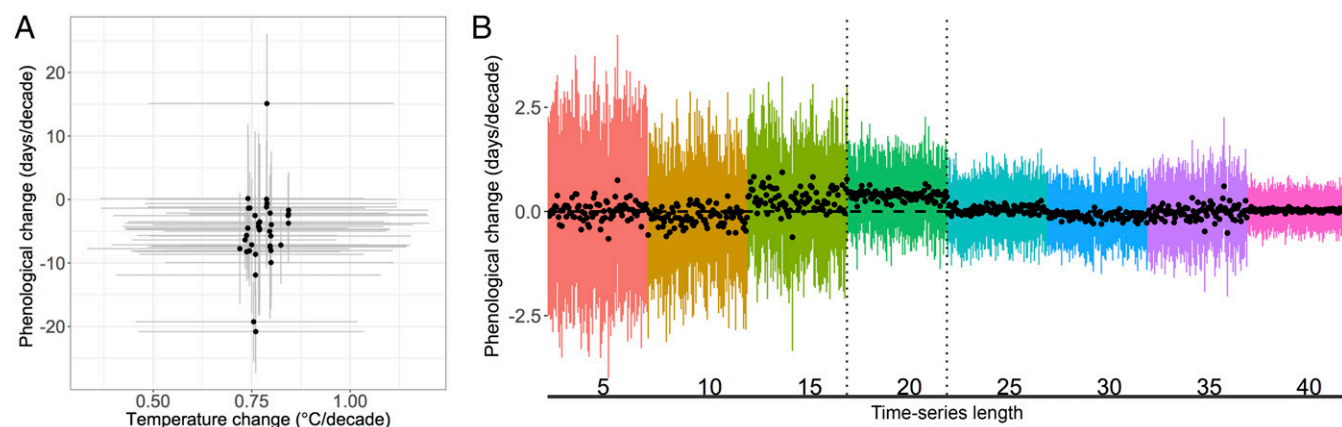 A
Phenological change (days/decade)
20
10
0
-10
-20
0.50 0.75 1.00
Temperature change (°C/decade)
B
Phenological change (days/decade)
2.5
0.0
-2.5
5 10 15 20 25 30 35 40
Time-series length